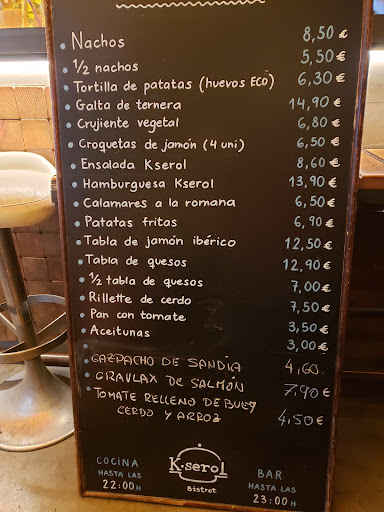 Nachos 8,50 €
1/2 nachos 5,50 €
Tortilla de patatas (huevos ECO) 6,30 €
Galta de ternera 14,90 €
Crujiente vegetal 6,80 €
Croquetas de jamón (4 uni) 6,50 €
Ensalada Kserol 8,60 €
Hamburguesa Kserol 13,90 €
Calamares a la romana 6,50 €
Patatas fritas 6,90 €
Tabla de jamón ibérico 12,50 €
Tabla de quesos 12,90 €
1/2 tabla de quesos 7,00 €
Rillette de cerdo 7,50 €
Pan con tomate 3,50 €
Aceitunas 3,00 €
GAZPACHO DE SANDIA 4,60
GRAVLAX DE SALMÓN 7,90 €
TOMATE RELLENO DE BUEY
CERDO Y ARROZ 4,50 €
COCINA
HASTA LAS
22:00 H
K·serol
Bistrot
BAR
HASTA LAS
23:00 H